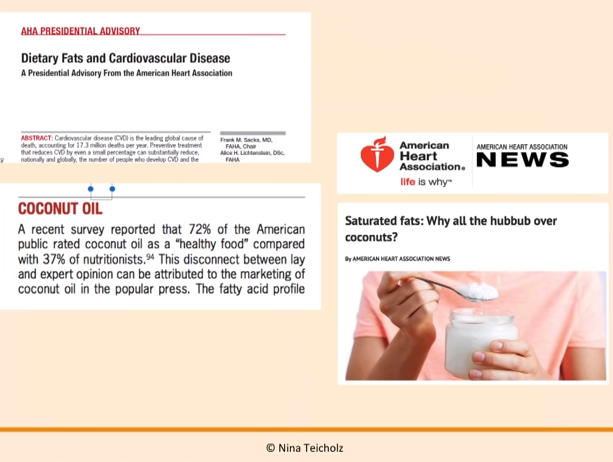 AHA PRESIDENTIAL ADVISORY
Dietary Fats and Cardiovascular Disease
A Presidential Advisory From the American Heart Association
ABSTRACT: Cardiovascular disease (CVD) is the leading global cause of
death, accounting for 17.3 million deaths per year. Preventive treatment
that reduces CVD by even a small percentage can substantially reduce,
nationally and globally, the number of people who develop CVD and the
Frank M. Sacks, MD,
FAHA, Chair
Alice H. Lichtenstein, DSc,
FAHA
COCONUT OIL
A recent survey reported that 72% of the American
public rated coconut oil as a “healthy food” compared
with 37% of nutritionists.94 This disconnect between lay
and expert opinion can be attributed to the marketing of
coconut oil in the popular press. The fatty acid profile
American
Heart
Association®
life is why™
AMERICAN HEART ASSOCIATION
NEWS
Saturated fats: Why all the hubbub over
coconuts?
By AMERICAN HEART ASSOCIATION NEWS
© Nina Teicholz